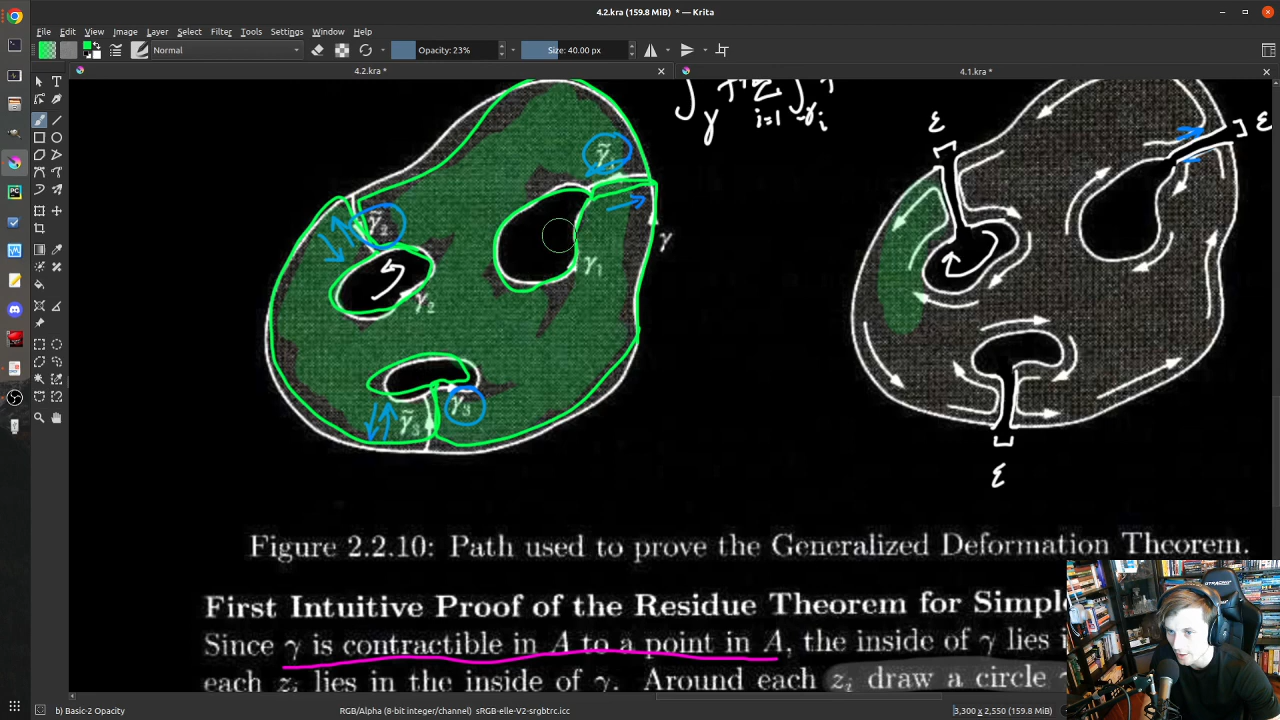 4.2.kra (159.8 MiB) * — Krita
File Edit View Image Layer Select Filter Tools Settings Window Help
Normal Opacity: 23% Size: 40.00 px
4.2.kra * 4.1.kra *
∫γ + Σ i=1 ∫-γi
ε
ε
γ̃1
γ̃2
γ
γ1
γ2
γ3
γ̃3
ε
Figure 2.2.10: Path used to prove the Generalized Deformation Theorem.
First Intuitive Proof of the Residue Theorem for Simple
Since γ is contractible in A to a point in A, the inside of γ lies
each zi lies in the inside of γ. Around each zi draw a circle
b) Basic-2 Opacity RGB/Alpha (8-bit integer/channel) sRGB-elle-V2-srgbtrc.icc 3,300 x 2,550 (159.8 MiB)